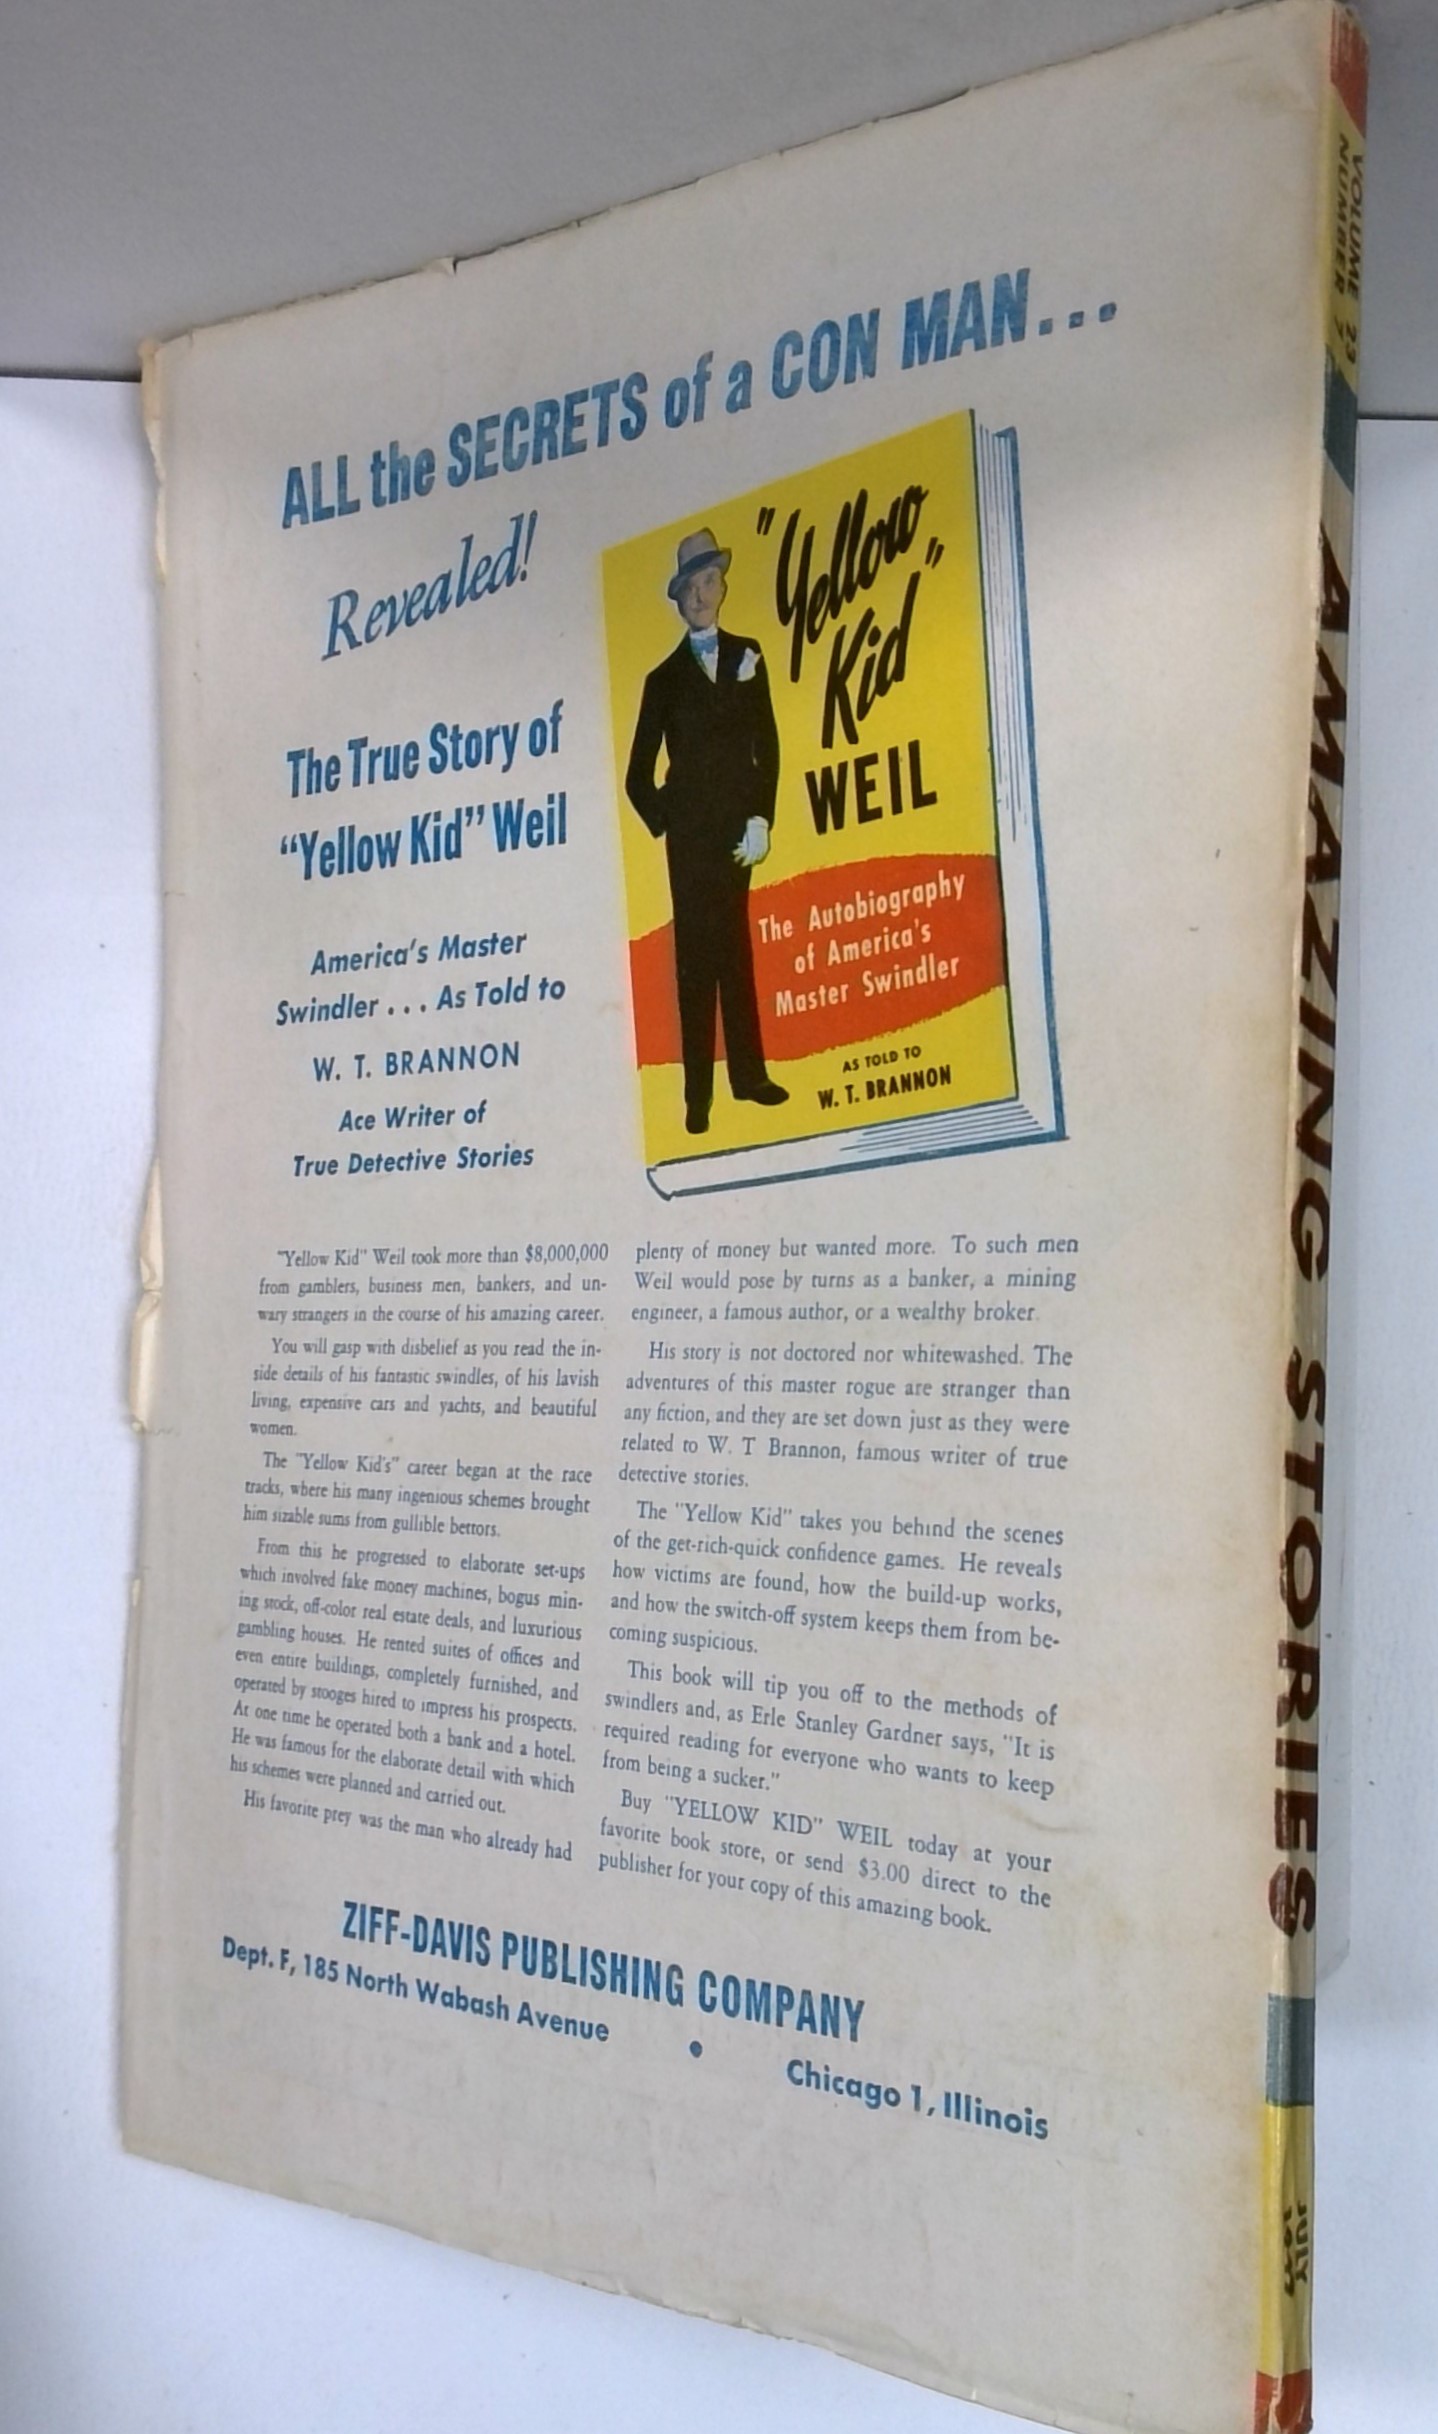 ALL the SECRETS of a CON MAN...
Revealed!
The True Story of
"Yellow Kid" Weil
America's Master
Swindler . . . As Told to
W. T. BRANNON
Ace Writer of
True Detective Stories
"Yellow
Kid"
WEIL
The Autobiography
of America's
Master Swindler
AS TOLD TO
W. T. BRANNON
"Yellow Kid" Weil took more than $8,000,000
from gamblers, business men, bankers, and un-
wary strangers in the course of his amazing career.
You will gasp with disbelief as you read the in-
side details of his fantastic swindles, of his lavish
living, expensive cars and yachts, and beautiful
women.
The "Yellow Kid's" career began at the race
tracks, where his many ingenious schemes brought
him sizable sums from gullible bettors.
From this he progressed to elaborate set-ups
which involved fake money machines, bogus min-
ing stock, off-color real estate deals, and luxurious
gambling houses. He rented suites of offices and
even entire buildings, completely furnished, and
operated by stooges hired to impress his prospects.
At one time he operated both a bank and a hotel.
He was famous for the elaborate detail with which
his schemes were planned and carried out.
His favorite prey was the man who already had
plenty of money but wanted more. To such men
Weil would pose by turns as a banker, a mining
engineer, a famous author, or a wealthy broker.
His story is not doctored nor whitewashed. The
adventures of this master rogue are stranger than
any fiction, and they are set down just as they were
related to W. T Brannon, famous writer of true
detective stories.
The "Yellow Kid" takes you behind the scenes
of the get-rich-quick confidence games. He reveals
how victims are found, how the build-up works,
and how the switch-off system keeps them from be-
coming suspicious.
This book will tip you off to the methods of
swindlers and, as Erle Stanley Gardner says, "It is
required reading for everyone who wants to keep
from being a sucker."
Buy "YELLOW KID" WEIL today at your
favorite book store, or send $3.00 direct to the
publisher for your copy of this amazing book.
ZIFF-DAVIS PUBLISHING COMPANY
Dept. F, 185 North Wabash Avenue • Chicago 1, Illinois
VOLUME 23
NUMBER 7
AMAZING STORIES
JULY